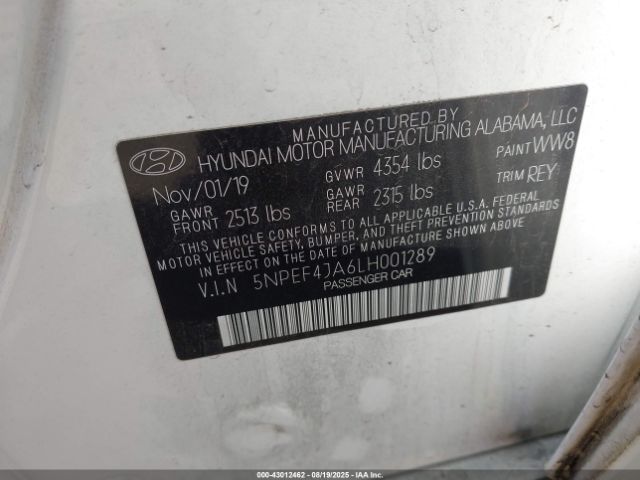 MANUFACTURED BY
HYUNDAI MOTOR MANUFACTURING ALABAMA, LLC
Nov/01/19 GVWR 4354 lbs PAINT WW8
GAWR FRONT 2513 lbs GAWR REAR 2315 lbs TRIM REY
THIS VEHICLE CONFORMS TO ALL APPLICABLE U.S.A. FEDERAL
MOTOR VEHICLE SAFETY, BUMPER, AND THEFT PREVENTION STANDARDS
IN EFFECT ON THE DATE OF MANUFACTURE SHOWN ABOVE.
V.I.N 5NPEF4JA6LH001289
PASSENGER CAR
000-43012462 - 08/19/2025 - COPYRIGHT IAA, LLC.